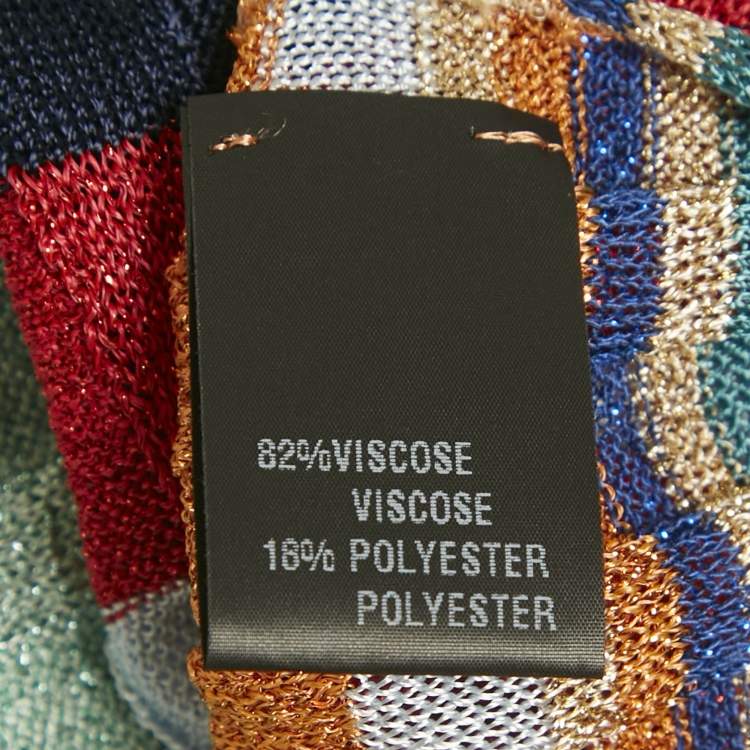 82%VISCOSE
VISCOSE
18% POLYESTER
POLYESTER